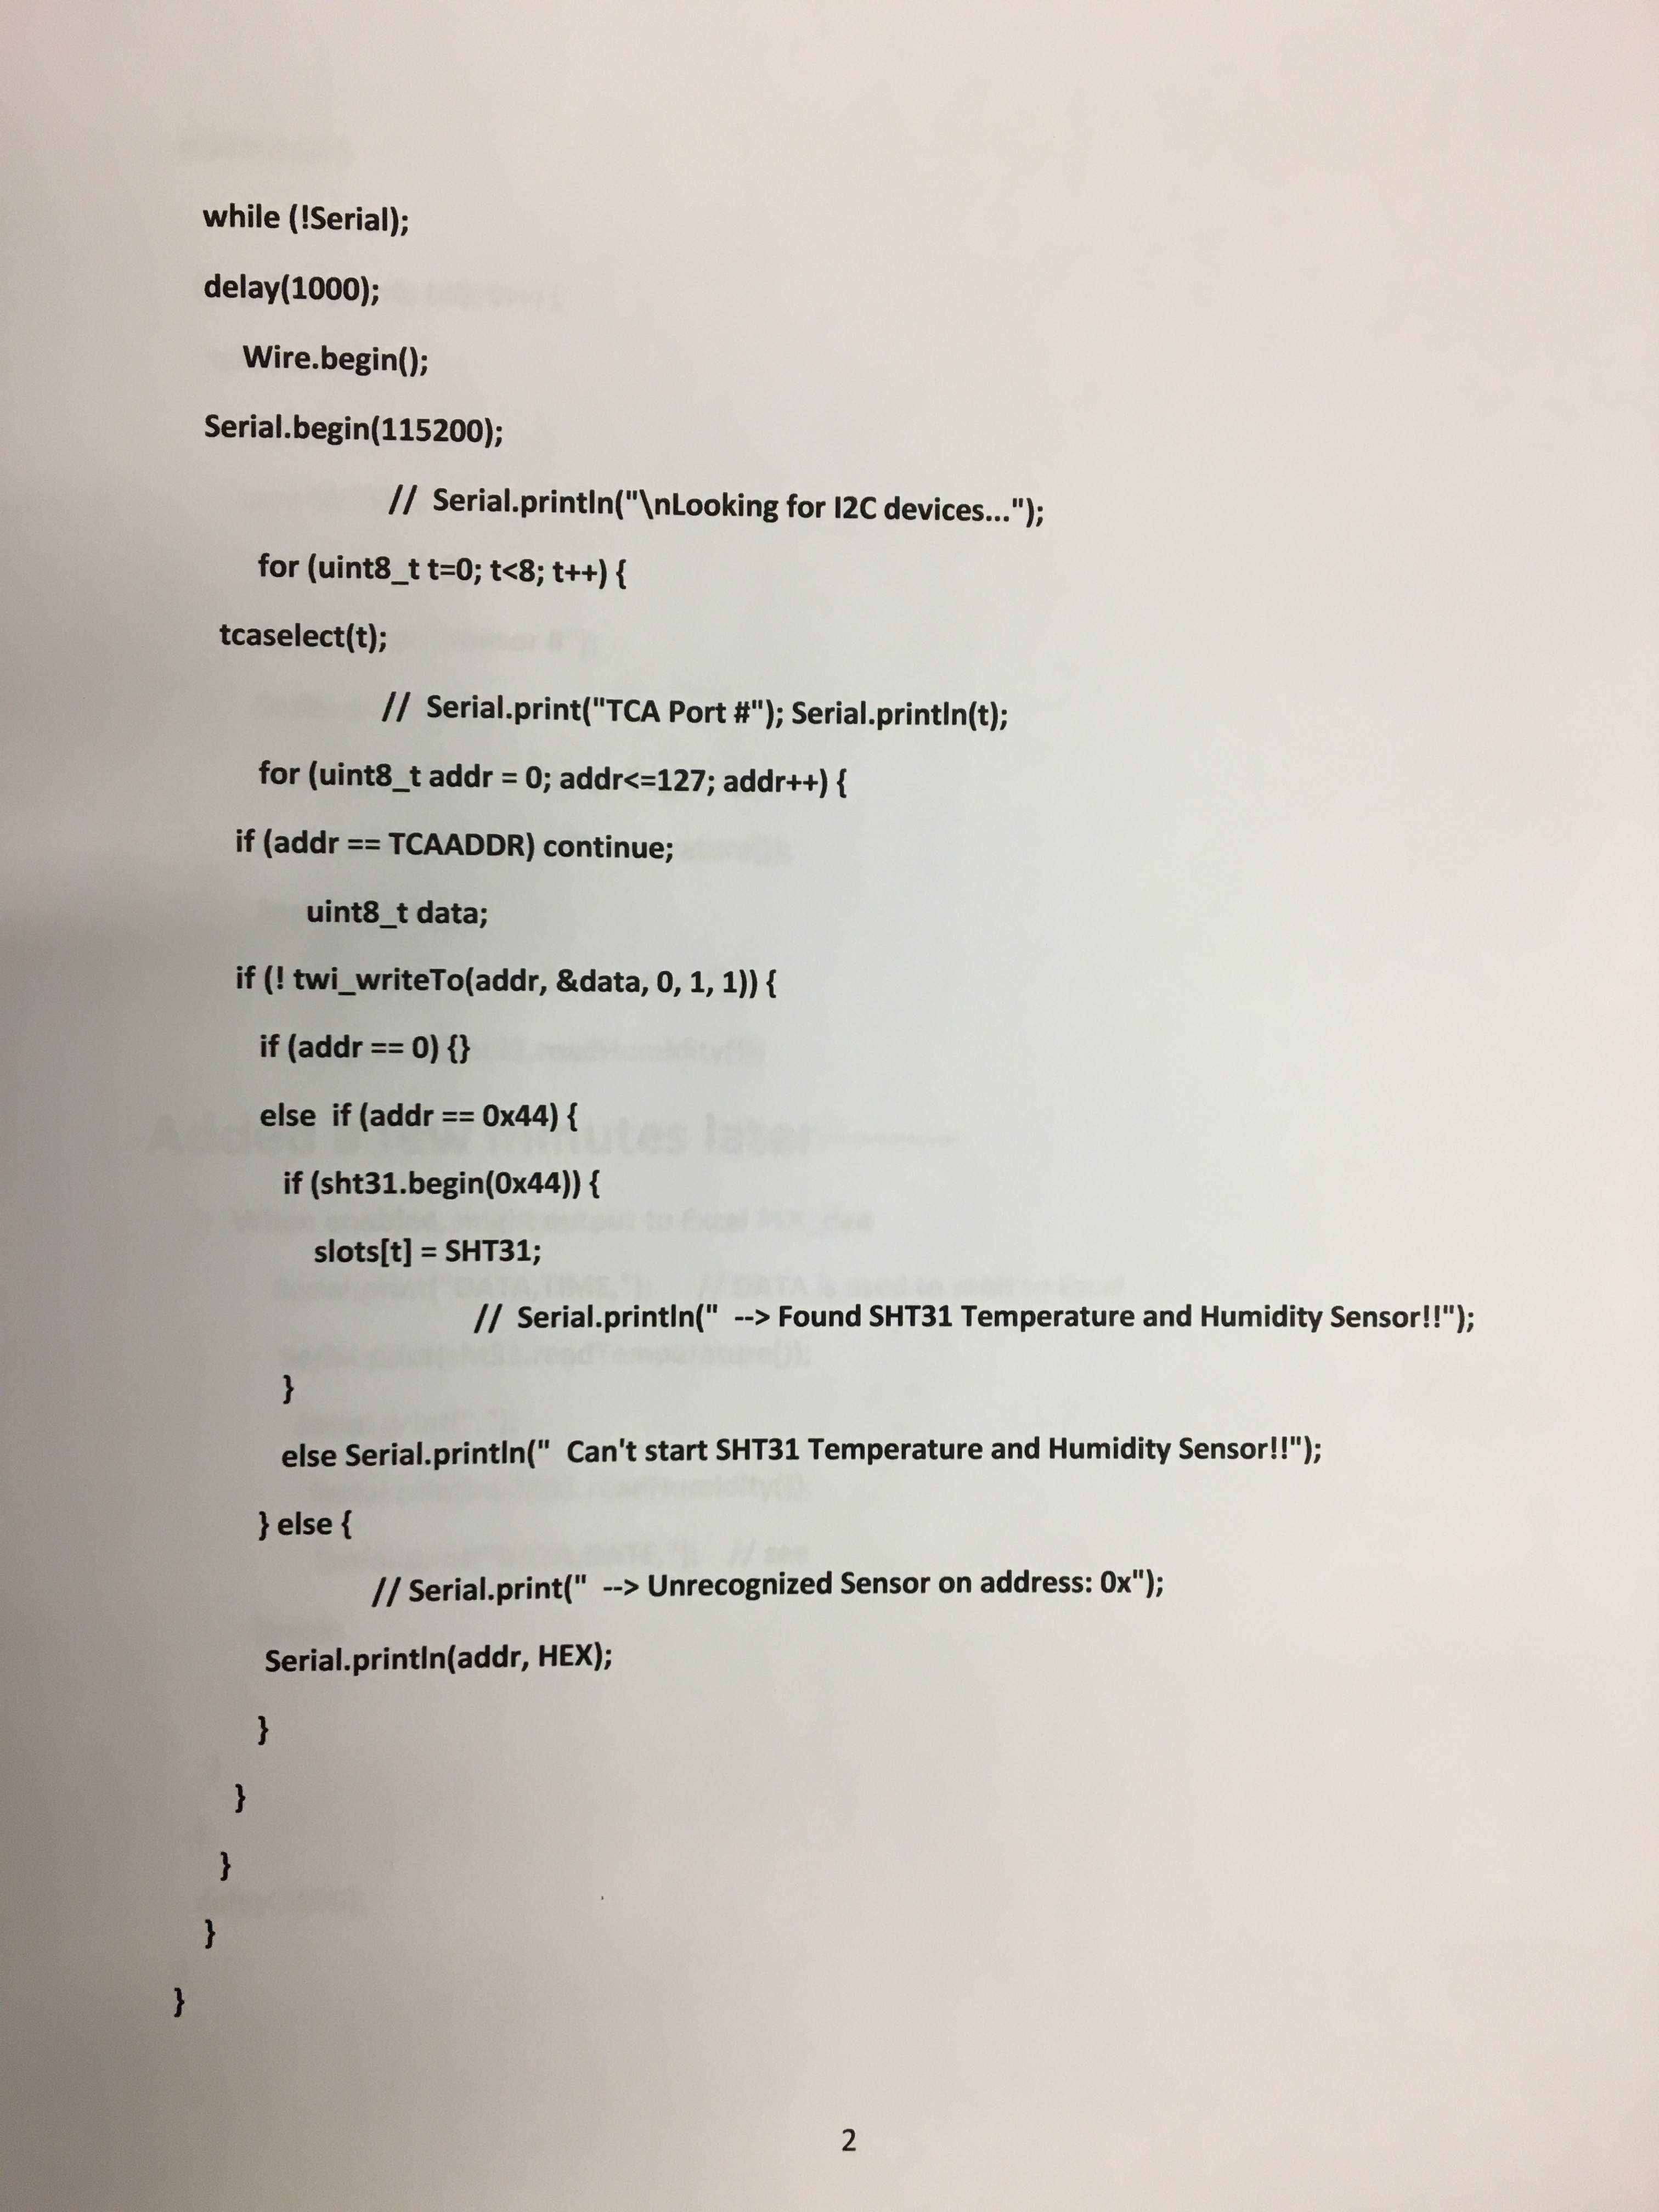 while (!Serial);
delay(1000);
Wire.begin();
Serial.begin(115200);
//  Serial.println("\nLooking for I2C devices...");
for (uint8_t t=0; t<8; t++) {
tcaselect(t);
//  Serial.print("TCA Port #"); Serial.println(t);
for (uint8_t addr = 0; addr<=127; addr++) {
if (addr == TCAADDR) continue;
uint8_t data;
if (! twi_writeTo(addr, &data, 0, 1, 1)) {
if (addr == 0) {}
else  if (addr == 0x44) {
if (sht31.begin(0x44)) {
slots[t] = SHT31;
//  Serial.println("  --> Found SHT31 Temperature and Humidity Sensor!!");
}
else Serial.println("  Can't start SHT31 Temperature and Humidity Sensor!!");
} else {
// Serial.print("  --> Unrecognized Sensor on address: 0x");
Serial.println(addr, HEX);
}
}
}
}
}
2